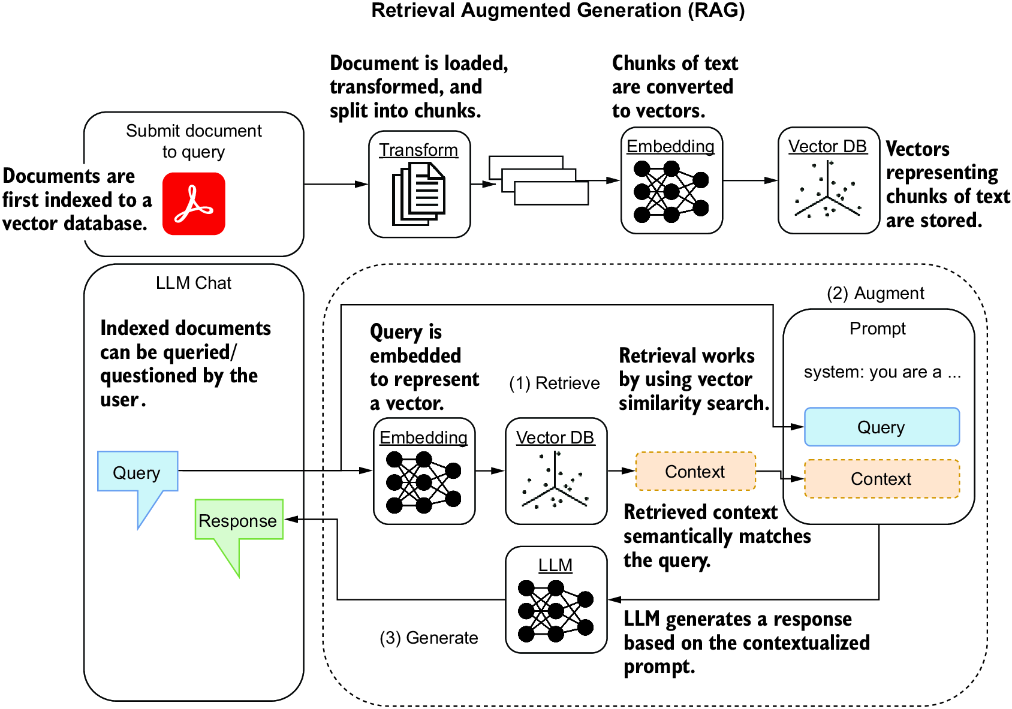 Retrieval Augmented Generation (RAG)
Document is loaded,
transformed, and
split into chunks.
Chunks of text
are converted
to vectors.
Submit document
to query
Documents are
first indexed to a
vector database.
Transform
Embedding
Vector DB
Vectors
representing
chunks of text
are stored.
LLM Chat
Indexed documents
can be queried/
questioned by the
user.
Query
Response
Query is
embedded
to represent
a vector.
(1) Retrieve
Embedding
Vector DB
Retrieval works
by using vector
similarity search.
Context
Retrieved context
semantically matches
the query.
(2) Augment
Prompt
system: you are a ...
Query
Context
LLM
(3) Generate
LLM generates a response
based on the contextualized
prompt.